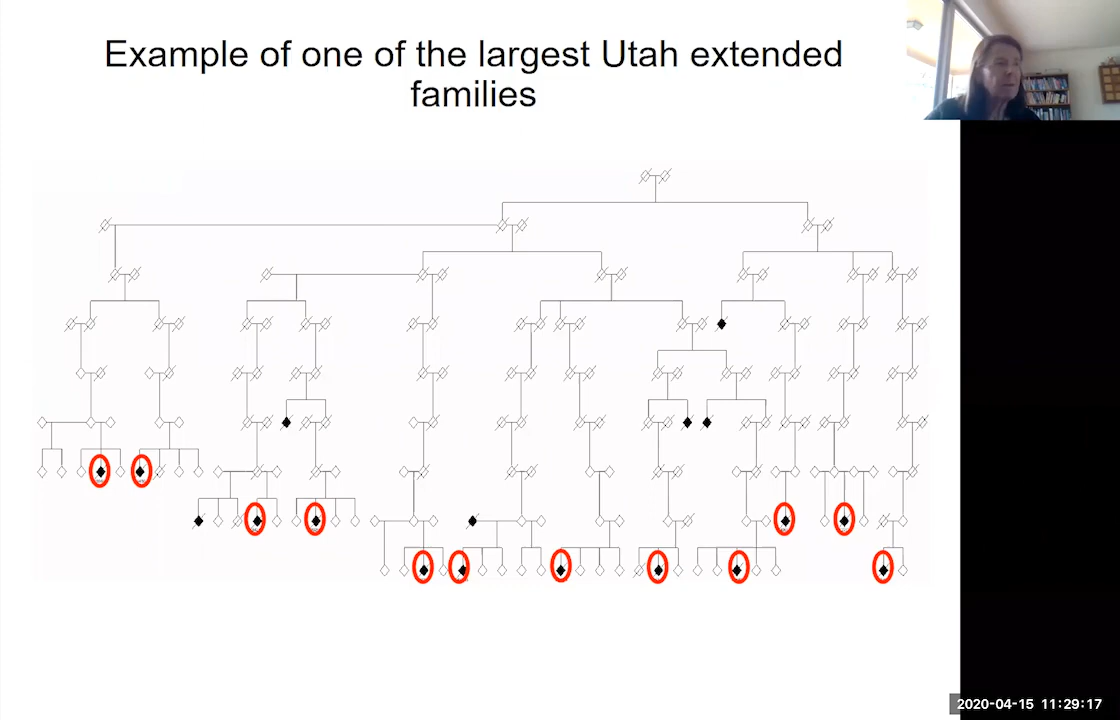 Example of one of the largest Utah extended
families
2020-04-15 11:29:17